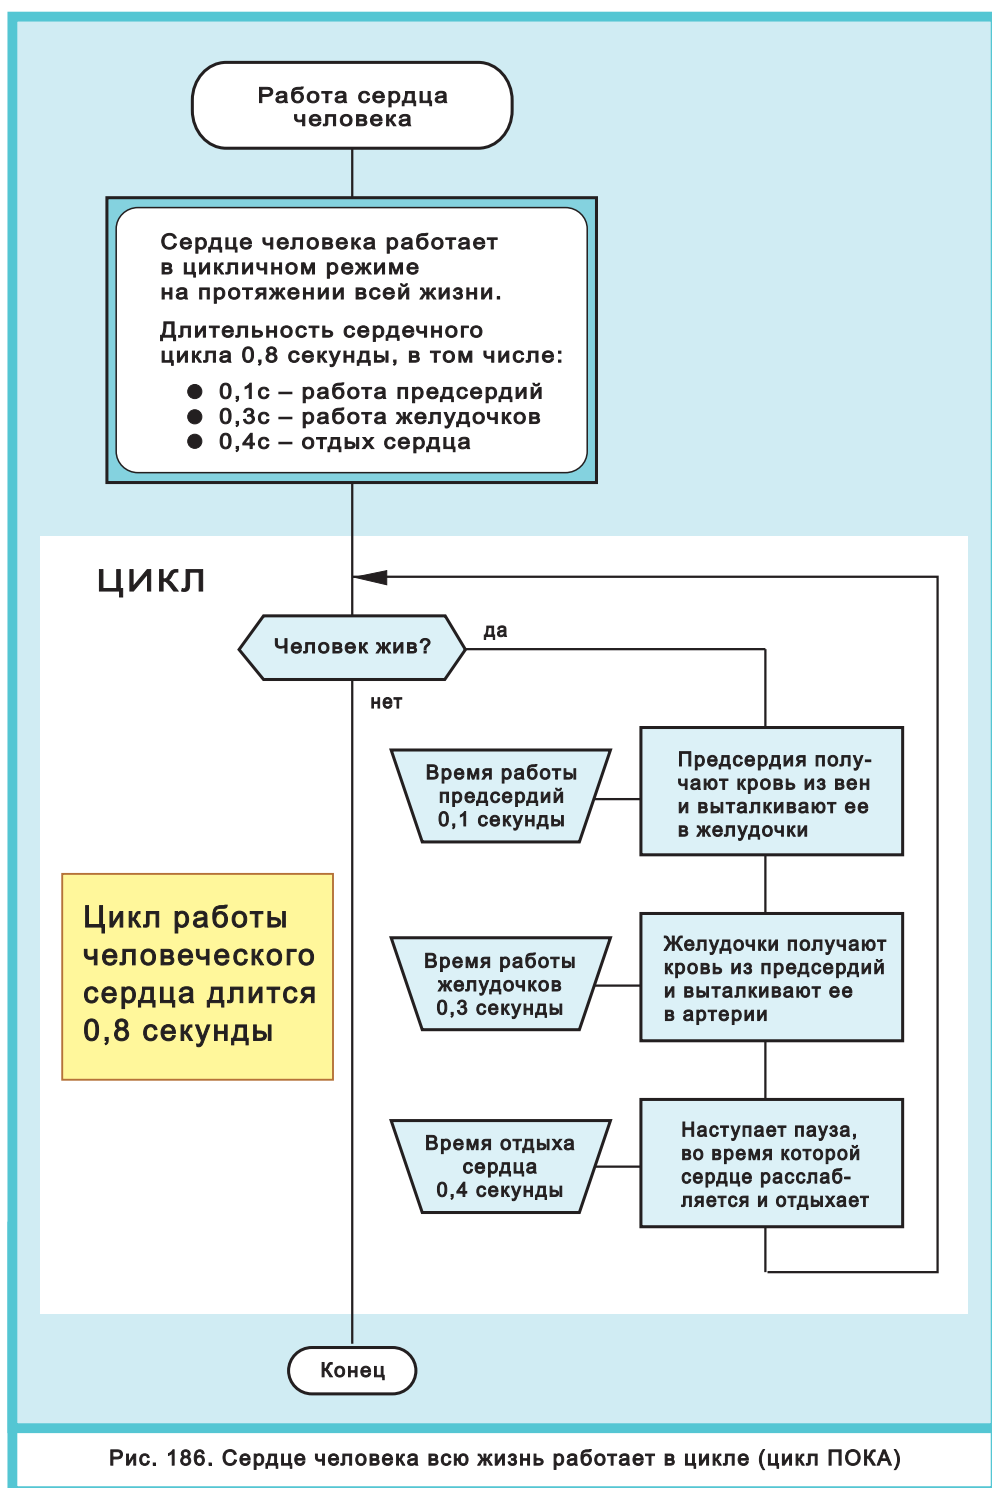 Работа сердца
человека
Сердце человека работает
в цикличном режиме
на протяжении всей жизни.
Длительность сердечного
цикла 0,8 секунды, в том числе:
● 0,1с – работа предсердий
● 0,3с – работа желудочков
● 0,4с – отдых сердца
ЦИКЛ
Человек жив?
да
нет
Время работы
предсердий
0,1 секунды
Предсердия полу-
чают кровь из вен
и выталкивают ее
в желудочки
Цикл работы
человеческого
сердца длится
0,8 секунды
Время работы
желудочков
0,3 секунды
Желудочки получают
кровь из предсердий
и выталкивают ее
в артерии
Время отдыха
сердца
0,4 секунды
Наступает пауза,
во время которой
сердце расслаб-
ляется и отдыхает
Конец
Рис. 186. Сердце человека всю жизнь работает в цикле (цикл ПОКА)